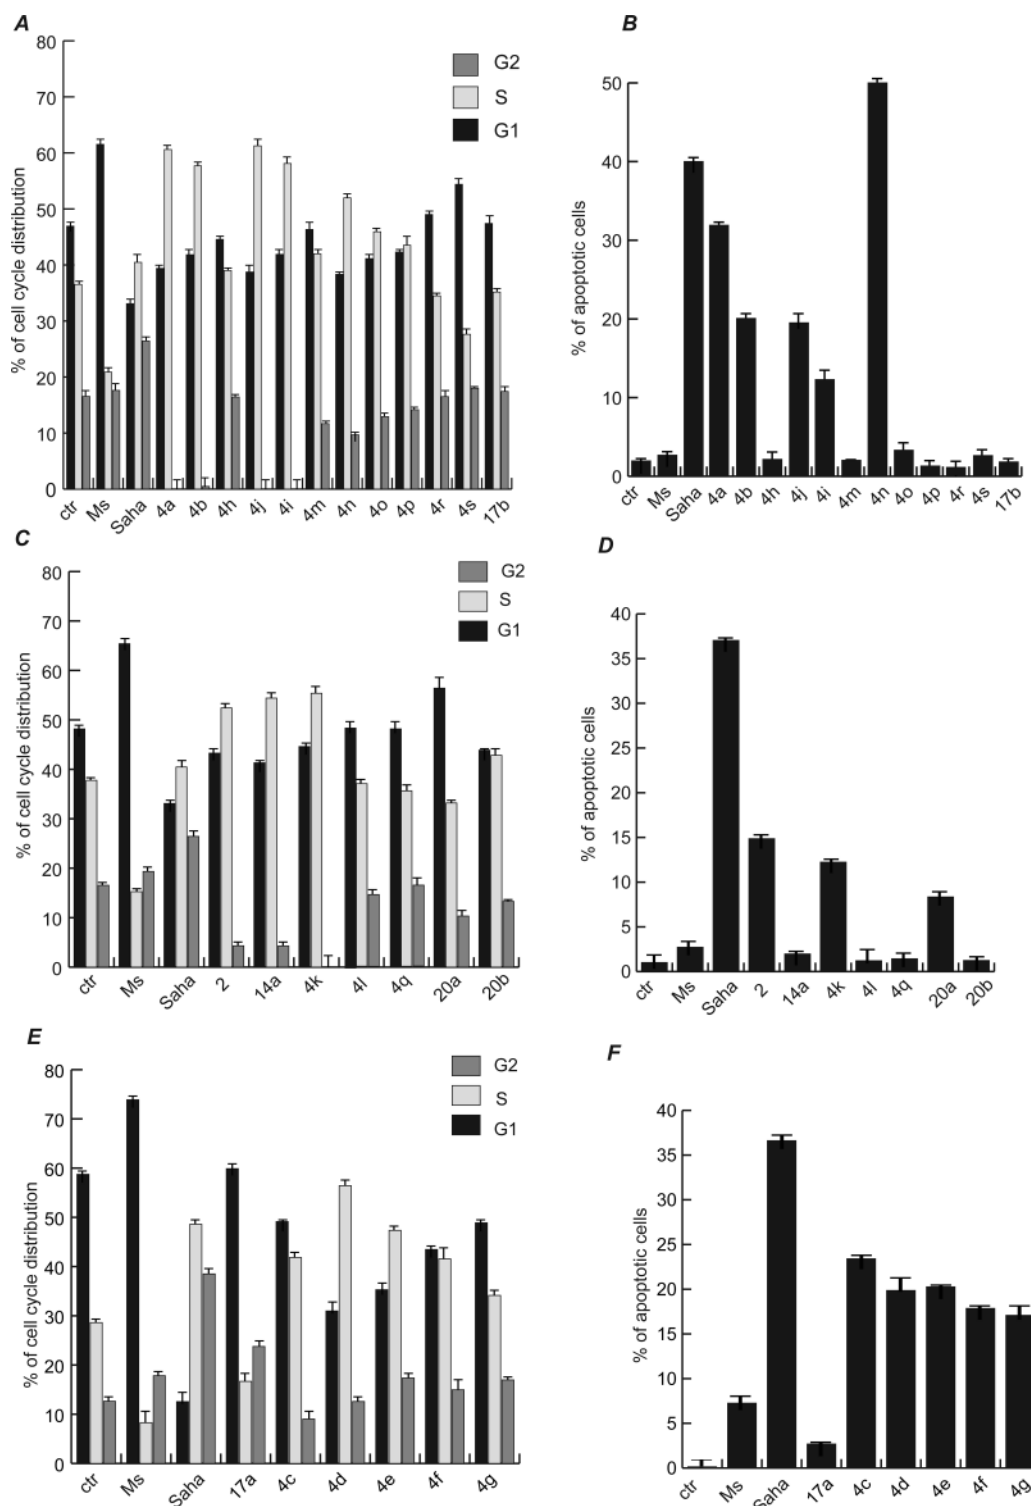 A
% of cell cycle distribution
80
70
60
50
40
30
20
10
0
G2
S
G1
ctr Ms Saha 4a 4b 4h 4j 4i 4m 4n 4o 4p 4r 4s 17b
B
% of apoptotic cells
50
40
30
20
10
0
ctr Ms Saha 4a 4b 4h 4j 4i 4m 4n 4o 4p 4r 4s 17b
C
% of cell cycle distribution
80
70
60
50
40
30
20
10
0
G2
S
G1
ctr Ms Saha 2 14a 4k 4l 4q 20a 20b
D
% of apoptotic cells
40
35
30
25
20
15
10
5
0
ctr Ms Saha 2 14a 4k 4l 4q 20a 20b
E
% of cell cycle distribution
80
70
60
50
40
30
20
10
0
G2
S
G1
ctr Ms Saha 17a 4c 4d 4e 4f 4g
F
% of apoptotic cells
40
35
30
25
20
15
10
5
0
ctr Ms Saha 17a 4c 4d 4e 4f 4g